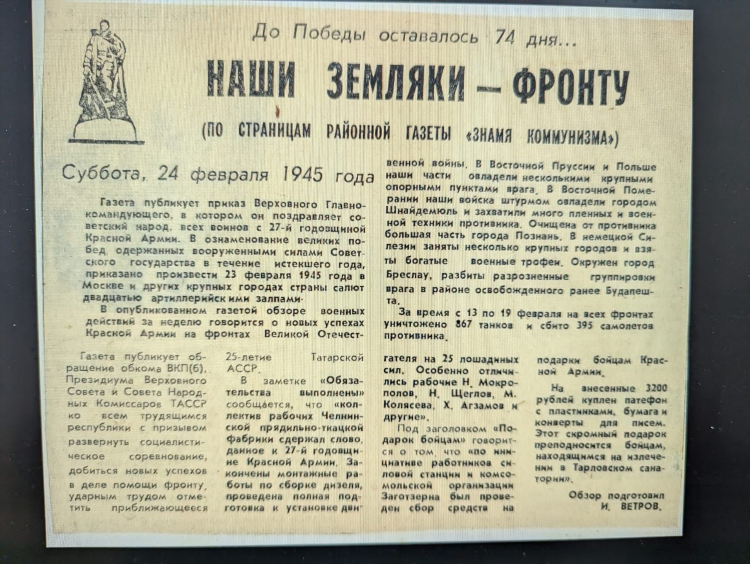 До Победы оставалось 74 дня...
НАШИ ЗЕМЛЯКИ — ФРОНТУ
(ПО СТРАНИЦАМ РАЙОННОЙ ГАЗЕТЫ «ЗНАМЯ КОММУНИЗМА»)
Суббота, 24 февраля 1945 года
Газета публикует приказ Верховного Главно-
командующего, в котором он поздравляет со-
ветский народ, всех воинов с 27-й годовщиной
Красной Армии. В ознаменование великих по-
бед, одержанных вооруженными силами Совет-
ского государства в течение истекшего года,
приказано произвести 23 февраля 1945 года в
Москве и других крупных городах страны салют
двадцатью артиллерийскими залпами.
В опубликованном газетой обзоре военных
действий за неделю говорится о новых успехах
Красной Армии на фронтах Великой Отечест-
венной войны. В Восточной Пруссии и Польше
наши части овладели несколькими крупными
опорными пунктами врага. В Восточной Поме-
рании наши войска штурмом овладели городом
Шнайдемюль и захватили много пленных и воен-
ной техники противника. Очищена от противника
большая часть города Познань. В немецкой Си-
лезии заняты несколько крупных городов и взя-
ты богатые военные трофеи. Окружен город
Бреслау, разбиты разрозненные группировки
врага в районе освобожденного ранее Будапеш-
та.
За время с 13 по 19 февраля на всех фронтах
уничтожено 867 танков и сбито 395 самолетов
противника.
Газета публикует об-
ращение обкома ВКП(б),
Президиума Верховного
Совета и Совета Народ-
ных Комиссаров ТАССР
ко всем трудящимся
республики с призывом
развернуть социалисти-
ческое соревнование,
добиться новых успехов
в деле помощи фронту,
ударным трудом отме-
тить приближающееся
25-летие Татарской
АССР.
В заметке «Обяза-
тельства выполнены»
сообщается, что «кол-
лектив рабочих Челнин-
ской прядильно-ткацкой
фабрики сдержал слово,
данное к 27-й годовщи-
не Красной Армии. За-
кончены монтажные ра-
боты по сборке дизеля,
проведена полная под-
готовка к установке дви-
гателя на 25 лошадиных
сил. Особенно отличи-
лись рабочие Н. Мокро-
полов, Н. Щеглов, М.
Колясева, Х. Агзамов и
другие».
Под заголовком «По-
дарок бойцам» говорит-
ся о том, что «по ини-
циативе работников си-
ловой станции и комсо-
мольской организации
Заготзерна был прове-
ден сбор средств на
подарки бойцам Крас-
ной Армии.
На внесенные 3200
рублей куплен патефон
с пластинками, бумага и
конверты для писем.
Этот скромный подарок
преподносится бойцам,
находящимся на излече-
нии в Тарловском сана-
тории».
Обзор подготовил
И. ВЕТРОВ.